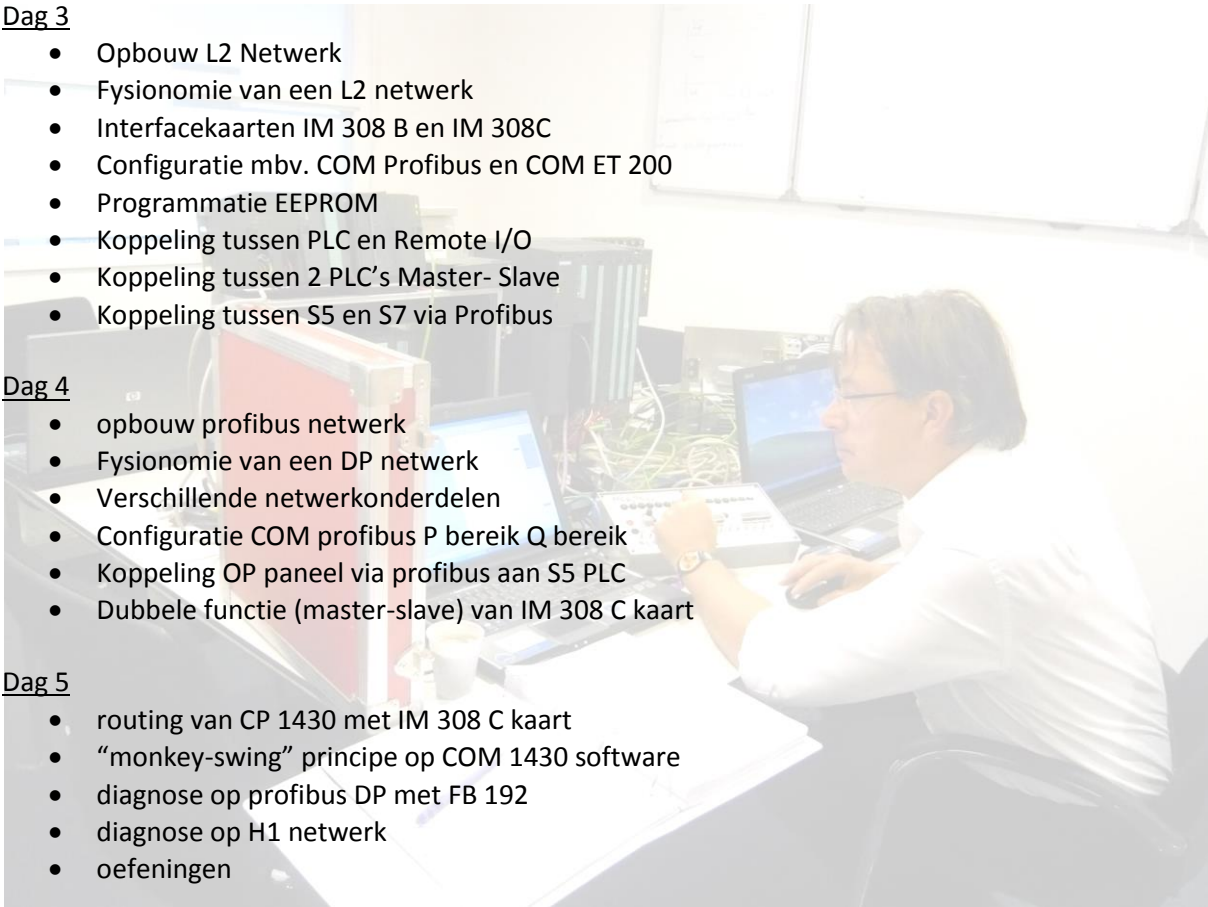 Dag 3
• Opbouw L2 Netwerk
• Fysionomie van een L2 netwerk
• Interfacekaarten IM 308 B en IM 308C
• Configuratie mbv. COM Profibus en COM ET 200
• Programmatie EEPROM
• Koppeling tussen PLC en Remote I/O
• Koppeling tussen 2 PLC’s Master- Slave
• Koppeling tussen S5 en S7 via Profibus
Dag 4
• opbouw profibus netwerk
• Fysionomie van een DP netwerk
• Verschillende netwerkonderdelen
• Configuratie COM profibus P bereik Q bereik
• Koppeling OP paneel via profibus aan S5 PLC
• Dubbele functie (master-slave) van IM 308 C kaart
Dag 5
• routing van CP 1430 met IM 308 C kaart
• “monkey-swing” principe op COM 1430 software
• diagnose op profibus DP met FB 192
• diagnose op H1 netwerk
• oefeningen